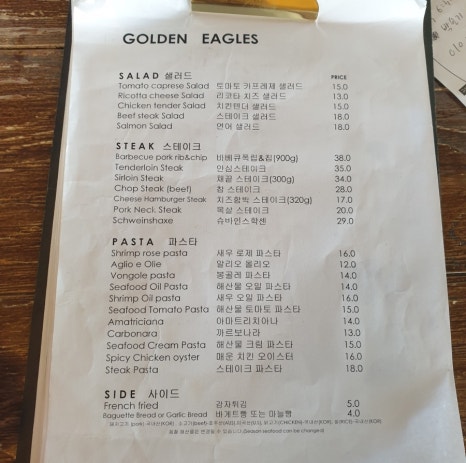 GOLDEN EAGLES
SALAD 샐러드 PRICE
Tomato caprese Salad 토마토 카프레제 샐러드 15.0
Ricotta cheese Salad 리코타 치즈 샐러드 13.0
Chicken tender Salad 치킨텐더 샐러드 15.0
Beef steak Salad 스테이크 샐러드 18.0
Salmon Salad 연어 샐러드 18.0
STEAK 스테이크
Barbecue pork rib&chip 바베큐폭립&칩(900g) 38.0
Tenderloin Steak 안심스테이크 35.0
Sirloin Steak 채끝 스테이크(300g) 34.0
Chop Steak (beef) 찹 스테이크 28.0
Cheese Hamburger Steak 치즈함박 스테이크(320g) 17.0
Pork Neck Steak 목살 스테이크 20.0
Schweinshaxe 슈바인스학센 29.0
PASTA 파스타
Shrimp rose pasta 새우 로제 파스타 16.0
Aglio e Olie 알리오 올리오 12.0
Vongole pasta 봉골레 파스타 14.0
Seafood Oil Pasta 해산물 오일 파스타 14.0
Shrimp Oil pasta 새우 오일 파스타 16.0
Seafood Tomato Pasta 해산물 토마토 파스타 15.0
Amatriciana 아마트리치아나 14.0
Carbonara 까르보나라 13.0
Seafood Cream Pasta 해산물 크림 파스타 15.0
Spicy Chicken oyster 매운 치킨 오이스터 16.0
Steak Pasta 스테이크 파스타 18.0
SIDE 사이드
French fried 감자튀김 5.0
Baguette Bread or Garlic Bread 바게트빵 또는 마늘빵 4.0